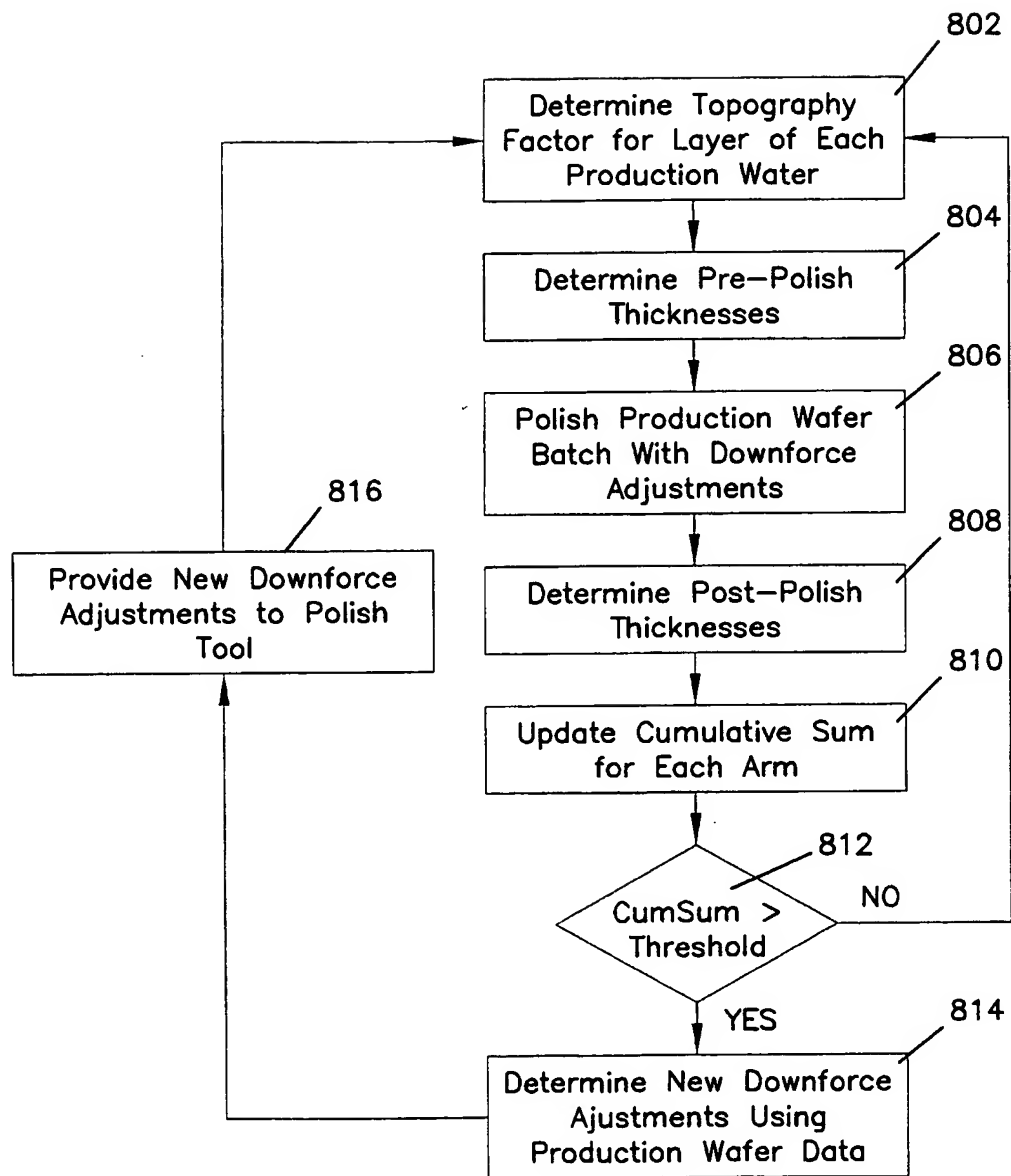 802
Determine Topography
Factor for Layer of Each
Production Water
804
Determine Pre-Polish
Thicknesses
806
Polish Production Wafer
Batch With Downforce
Adjustments
808
Determine Post-Polish
Thicknesses
810
Update Cumulative Sum
for Each Arm
812
CumSum >
Threshold
NO
YES
814
Determine New Downforce
Ajustments Using
Production Wafer Data
816
Provide New Downforce
Adjustments to Polish
Tool